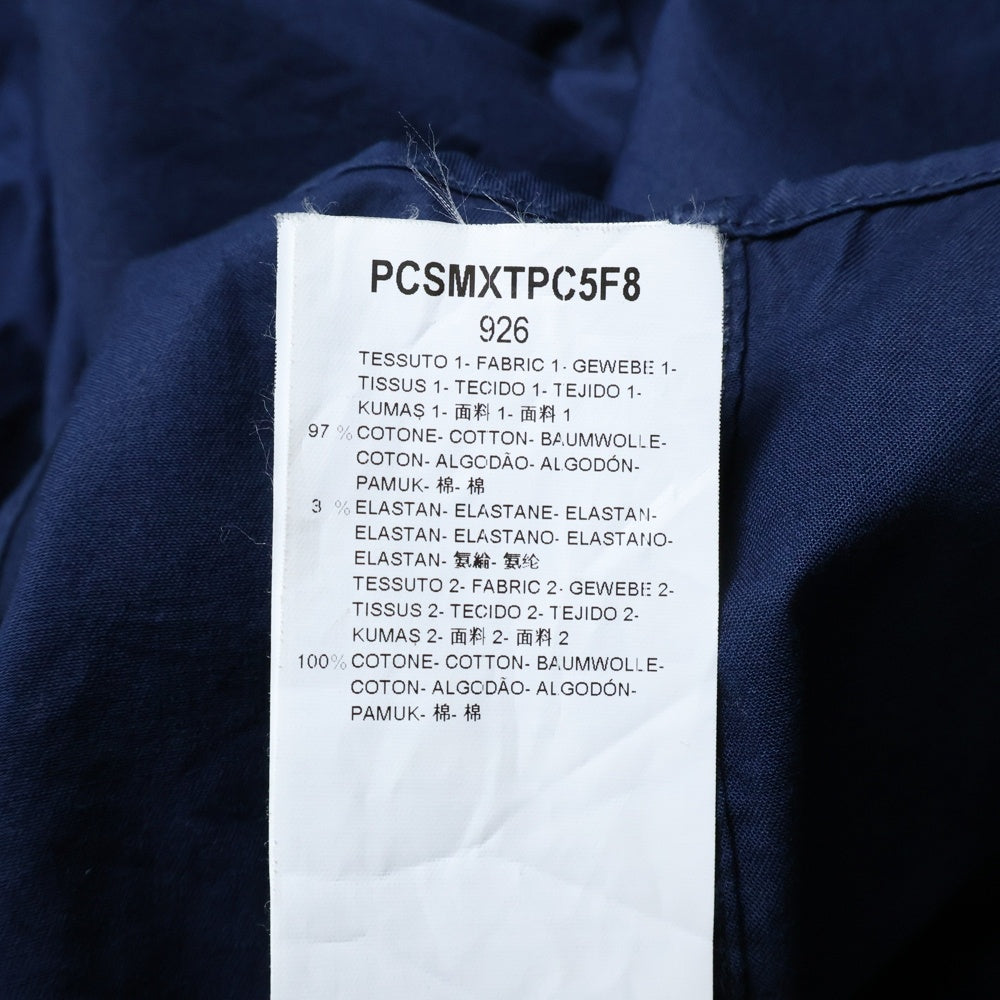 PCSMXTPC5F8
926
TESSUTO 1- FABRIC 1- GEWEBE 1-
TISSUS 1- TECIDO 1- TEJIDO 1-
KUMAŞ 1- 面料 1- 面料 1
97 % COTONE- COTTON- BAUMWOLLE-
COTON- ALGODÃO- ALGODÓN-
PAMUK- 棉- 棉
3 % ELASTAN- ELASTANE- ELASTAN-
ELASTAN- ELASTANO- ELASTANO-
ELASTAN- 氨綸- 氨纶
TESSUTO 2- FABRIC 2- GEWEBE 2-
TISSUS 2- TECIDO 2- TEJIDO 2-
KUMAŞ 2- 面料 2- 面料 2
100% COTONE- COTTON- BAUMWOLLE-
COTON- ALGODÃO- ALGODÓN-
PAMUK- 棉- 棉